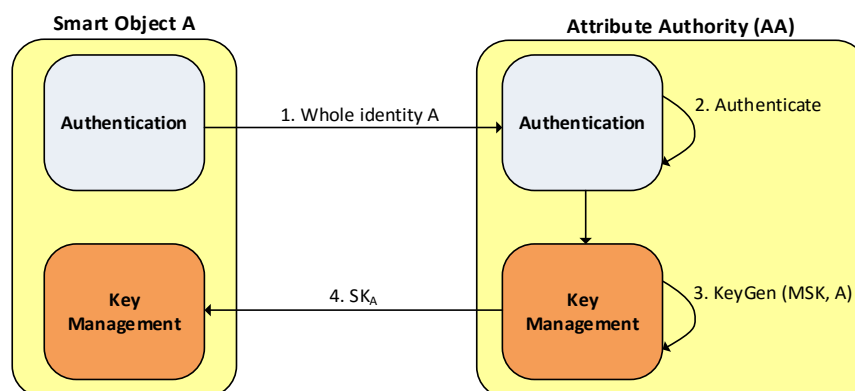 Smart Object A
Attribute Authority (AA)
Authentication
1. Whole identity A
Authentication
2. Authenticate
Key
Management
4. SKA
Key
Management
3. KeyGen (MSK, A)